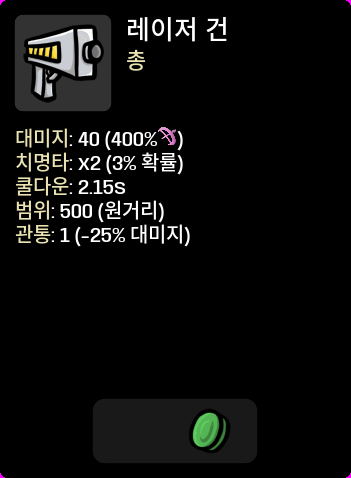 레이저 건
총
대미지: 40 (400%)
치명타: x2 (3% 확률)
쿨다운: 2.15s
범위: 500 (원거리)
관통: 1 (-25% 대미지)